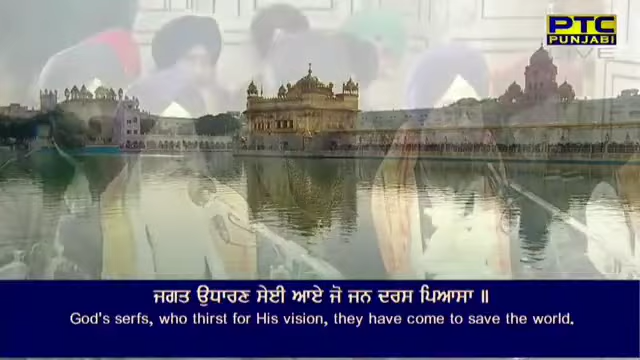 PTC
PUNJABI
VE
ਜਗਤ ਉਧਾਰਣ ਸੇਈ ਆਏ ਜੋ ਜਨ ਦਰਸ ਪਿਆਸਾ ॥
God's serfs, who thirst for His vision, they have come to save the world.